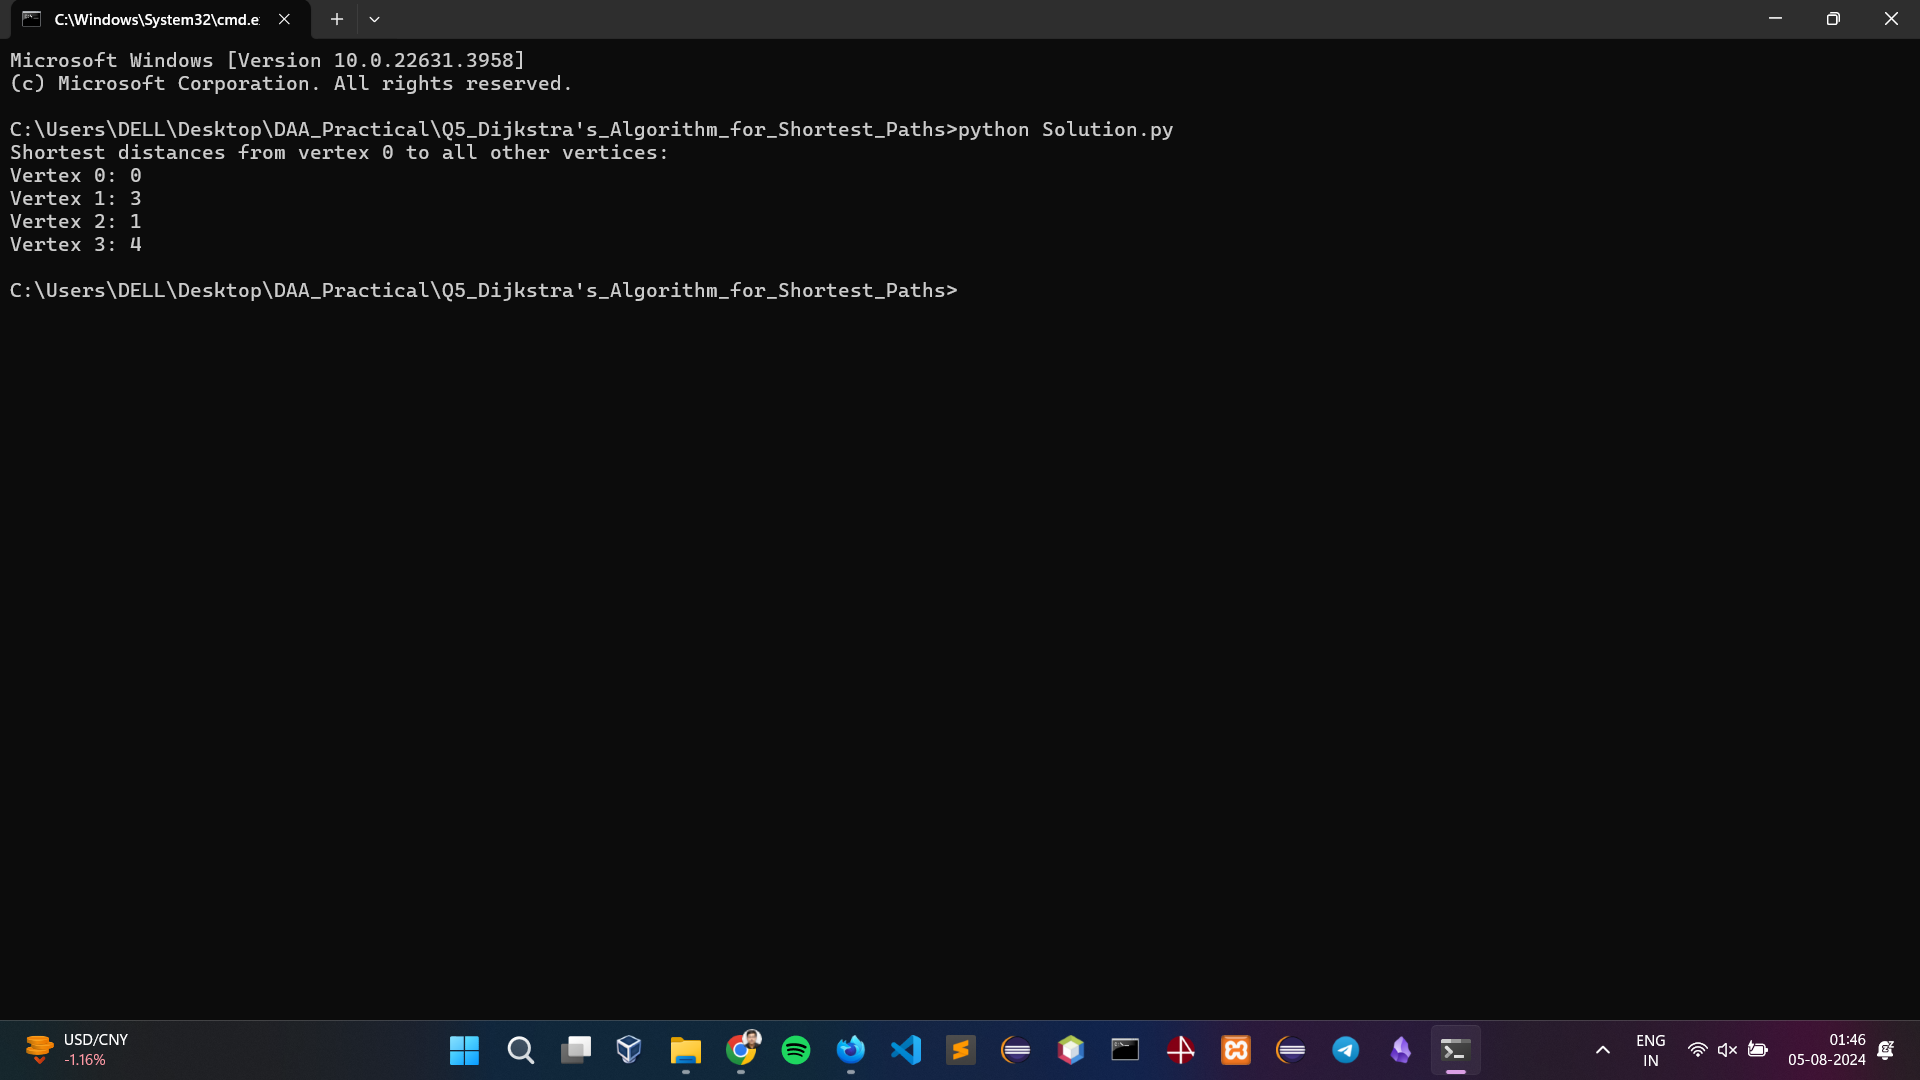 C:\Windows\System32\cmd.e
Microsoft Windows [Version 10.0.22631.3958]
(c) Microsoft Corporation. All rights reserved.
C:\Users\DELL\Desktop\DAA_Practical\Q5_Dijkstra's_Algorithm_for_Shortest_Paths>python Solution.py
Shortest distances from vertex 0 to all other vertices:
Vertex 0: 0
Vertex 1: 3
Vertex 2: 1
Vertex 3: 4
C:\Users\DELL\Desktop\DAA_Practical\Q5_Dijkstra's_Algorithm_for_Shortest_Paths>
USD/CNY
-1.16%
ENG
IN
01:46
05-08-2024